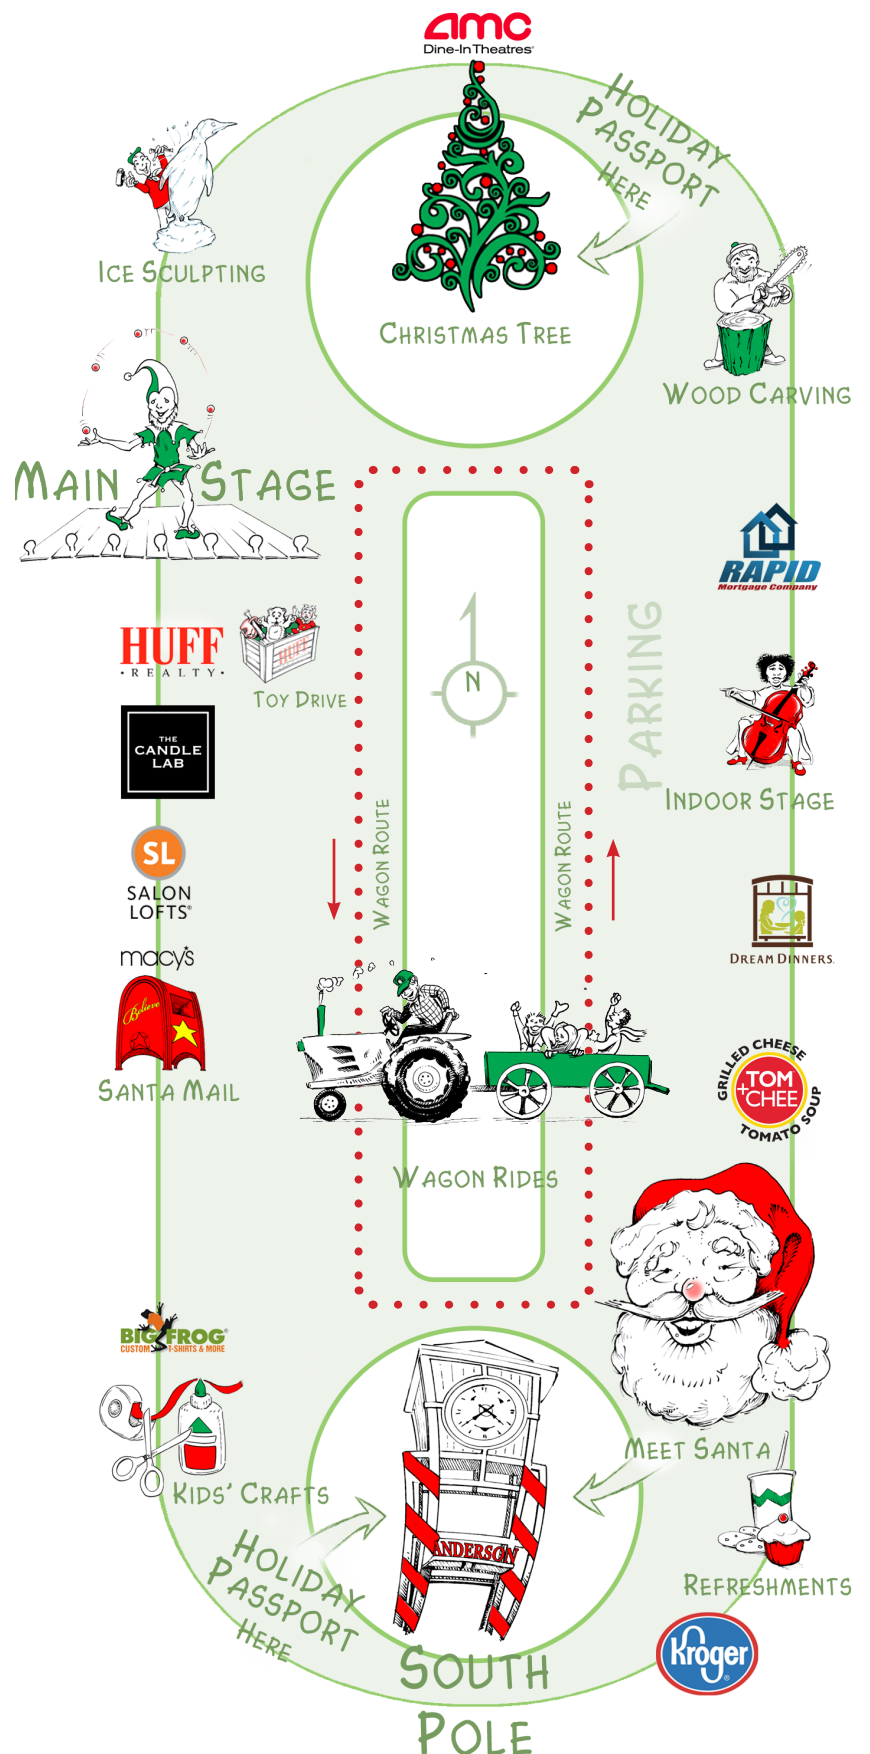 amc
Dine-In Theatres®
HOLIDAY
PASSPORT
HERE
ICE SCULPTING
CHRISTMAS TREE
WOOD CARVING
MAIN STAGE
RAPID
Mortgage Company
HUFF
·REALTY·
HUFF
TOY DRIVE
N
PARKING
THE
CANDLE
LAB
INDOOR STAGE
WAGON ROUTE
WAGON ROUTE
SL
SALON
LOFTS®
DREAM DINNERS
macy's
Believe
SANTA MAIL
GRILLED CHEESE
TOM
+CHEE
TOMATO SOUP
WAGON RIDES
BIG FROG®
CUSTOM T-SHIRTS & MORE
KIDS' CRAFTS
MEET SANTA
ANDERSON
HOLIDAY
PASSPORT
HERE
REFRESHMENTS
Kroger
SOUTH
POLE